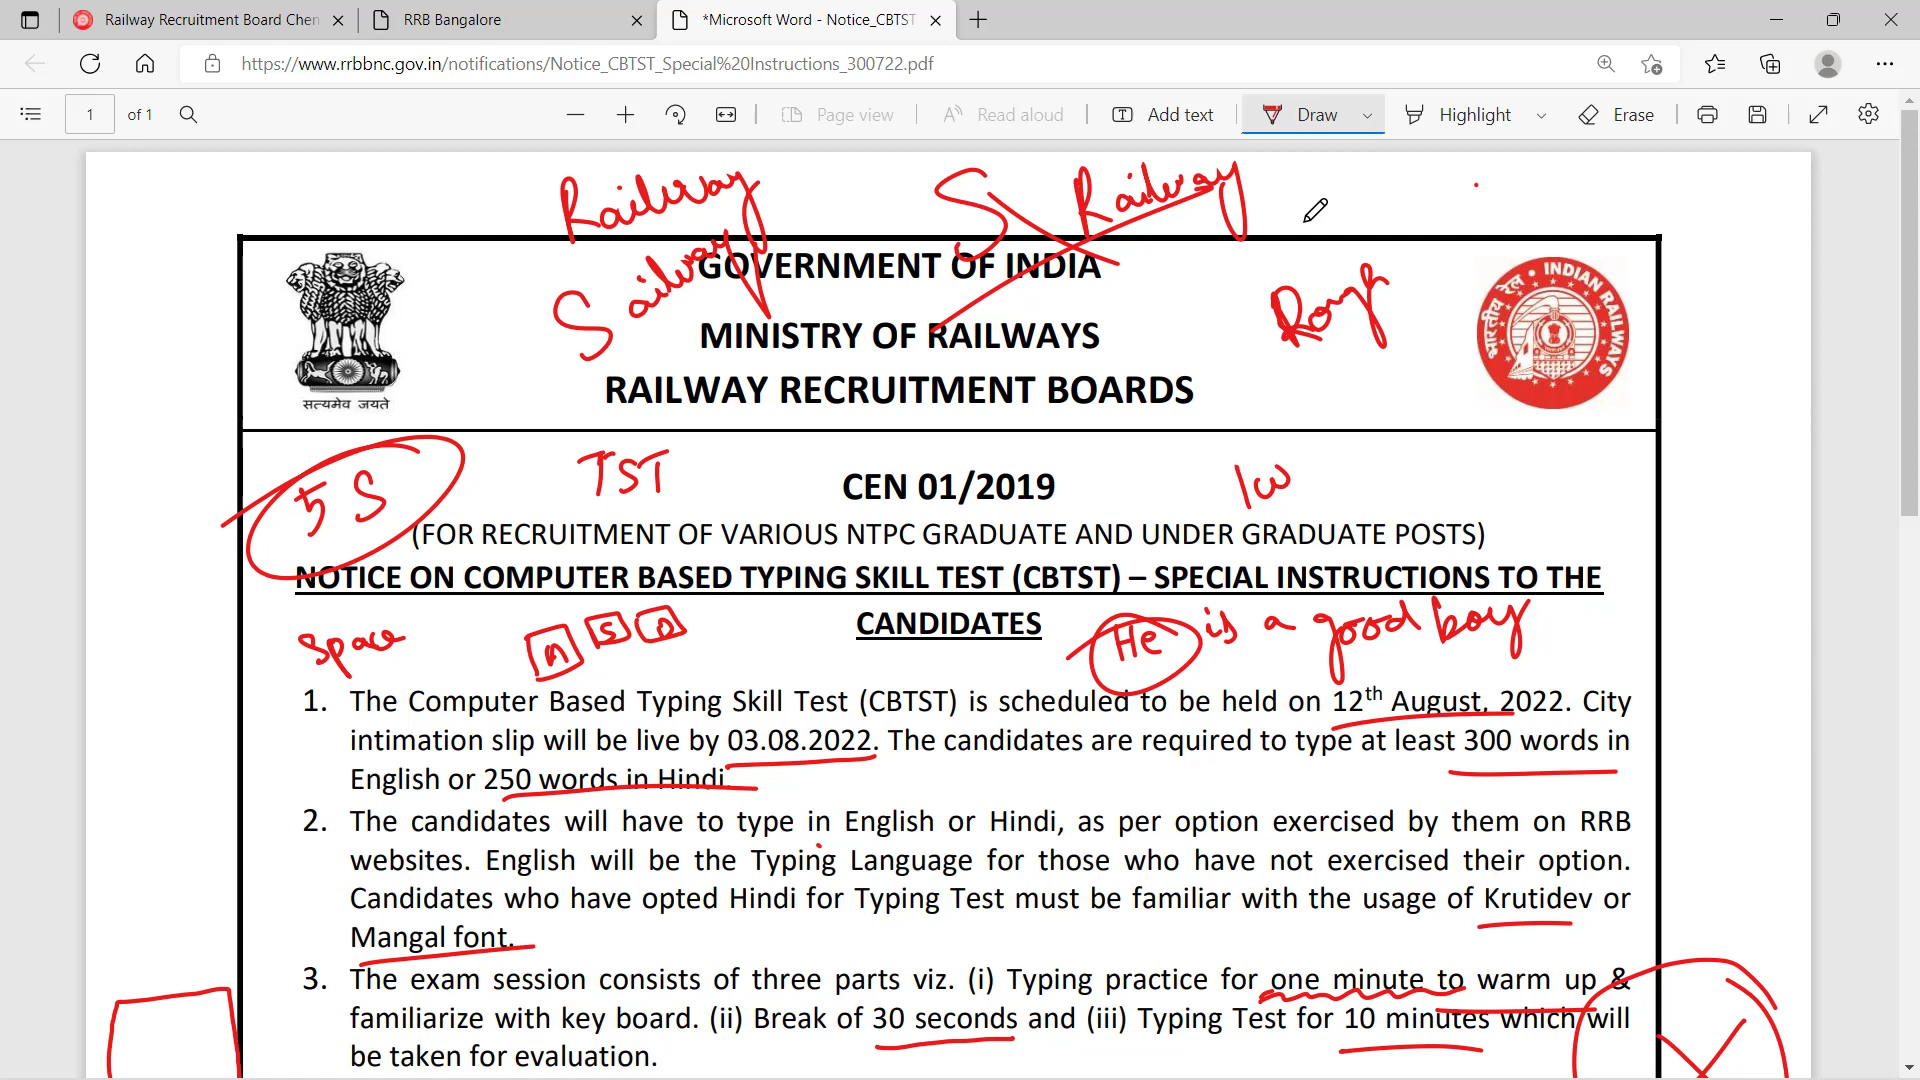 Railway Recruitment Board Chen
RRB Bangalore
*Microsoft Word - Notice_CBTST
https://www.rrbbnc.gov.in/notifications/Notice_CBTST_Special%20Instructions_300722.pdf
1 of 1
Page view
Read aloud
Add text
Draw
Highlight
Erase
Railway
S Railway
Sailway
GOVERNMENT OF INDIA
MINISTRY OF RAILWAYS
RAILWAY RECRUITMENT BOARDS
सत्यमेव जयते
INDIAN RAILWAYS
भारतीय रेल
5 S
TST
CEN 01/2019
(FOR RECRUITMENT OF VARIOUS NTPC GRADUATE AND UNDER GRADUATE POSTS)
NOTICE ON COMPUTER BASED TYPING SKILL TEST (CBTST) – SPECIAL INSTRUCTIONS TO THE
CANDIDATES
Space
A S D
He is a good boy
1. The Computer Based Typing Skill Test (CBTST) is scheduled to be held on 12th August, 2022. City
intimation slip will be live by 03.08.2022. The candidates are required to type at least 300 words in
English or 250 words in Hindi.
2. The candidates will have to type in English or Hindi, as per option exercised by them on RRB
websites. English will be the Typing Language for those who have not exercised their option.
Candidates who have opted Hindi for Typing Test must be familiar with the usage of Krutidev or
Mangal font.
3. The exam session consists of three parts viz. (i) Typing practice for one minute to warm up &
familiarize with key board. (ii) Break of 30 seconds and (iii) Typing Test for 10 minutes which will
be taken for evaluation.